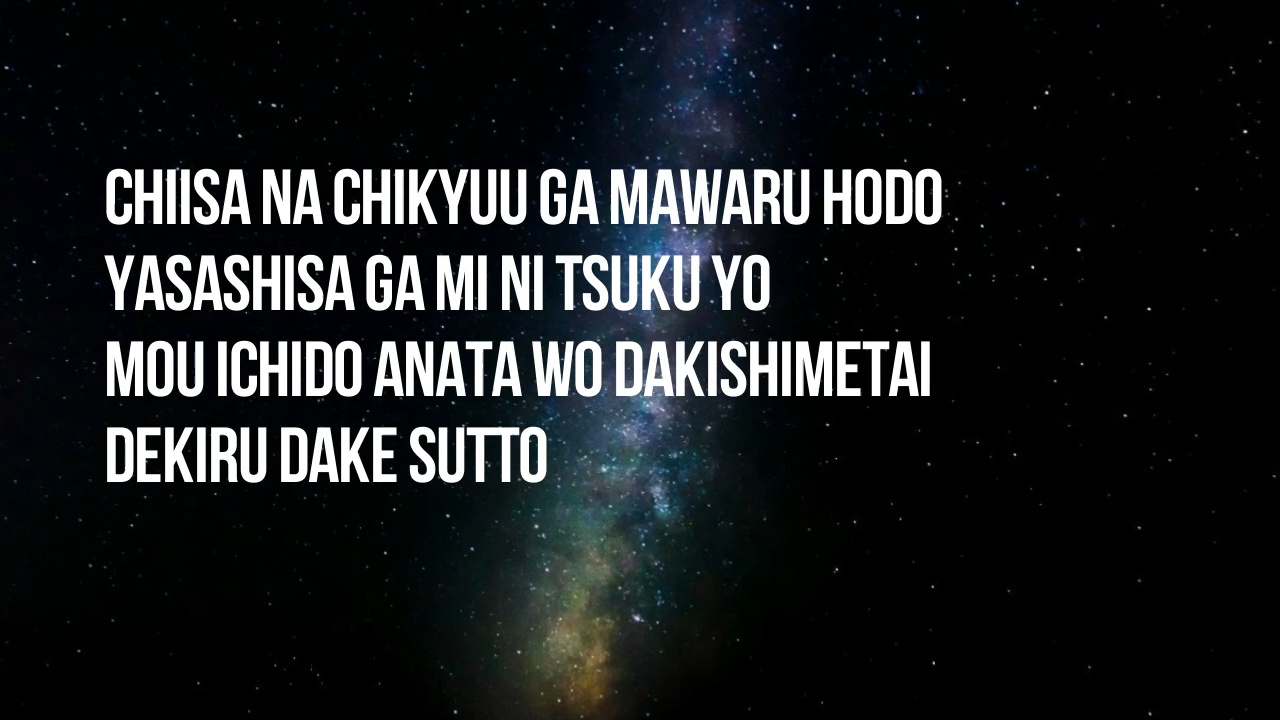 CHIISA NA CHIKYUU GA MAWARU HODO
YASASHISA GA MI NI TSUKU YO
MOU ICHIDO ANATA WO DAKISHIMETAI
DEKIRU DAKE SUTTO